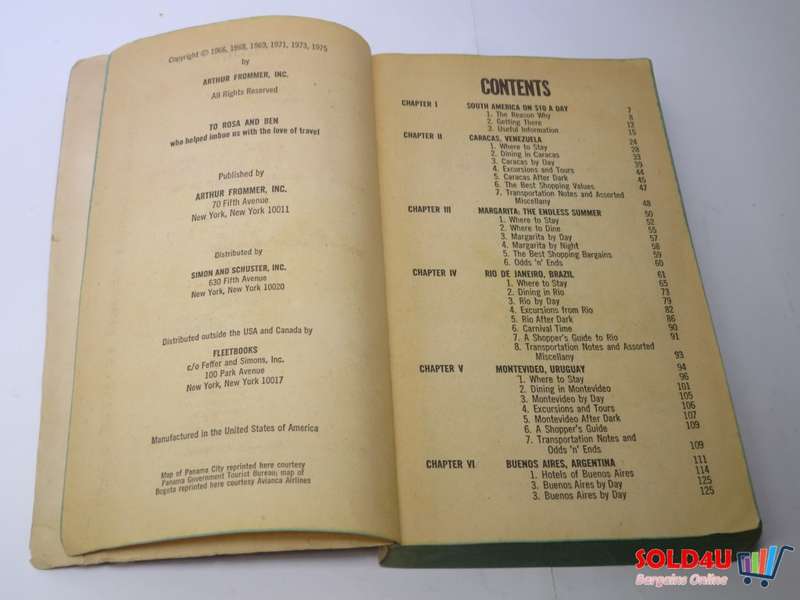 Copyright © 1966, 1968, 1969, 1971, 1973, 1975
by
ARTHUR FROMMER, INC.
All Rights Reserved
TO ROSA AND BEN
who helped imbue us with the love of travel
Published by
ARTHUR FROMMER, INC.
70 Fifth Avenue
New York, New York 10011
Distributed by
SIMON AND SCHUSTER, INC.
630 Fifth Avenue
New York, New York 10020
Distributed outside the USA and Canada by
FLEETBOOKS
c/o Feffer and Simons, Inc.
100 Park Avenue
New York, New York 10017
Manufactured in the United States of America
Map of Panama City reprinted here courtesy
Panama Government Tourist Bureau; map of
Bogota reprinted here courtesy Avianca Airlines
CONTENTS
CHAPTER I SOUTH AMERICA ON $10 A DAY 7
1. The Reason Why 8
2. Getting There 12
3. Useful Information 15
CHAPTER II CARACAS, VENEZUELA 24
1. Where to Stay 28
2. Dining in Caracas 33
3. Caracas by Day 39
4. Excursions and Tours 44
5. Caracas After Dark 45
6. The Best Shopping Values 47
7. Transportation Notes and Assorted
Miscellany 48
CHAPTER III MARGARITA: THE ENDLESS SUMMER 50
1. Where to Stay 52
2. Where to Dine 55
3. Margarita by Day 57
4. Margarita by Night 58
5. The Best Shopping Bargains 59
6. Odds 'n' Ends 60
CHAPTER IV RIO DE JANEIRO, BRAZIL 61
1. Where to Stay 65
2. Dining in Rio 73
3. Rio by Day 79
4. Excursions from Rio 82
5. Rio After Dark 86
6. Carnival Time 90
7. A Shopper's Guide to Rio 91
8. Transportation Notes and Assorted
Miscellany 93
CHAPTER V MONTEVIDEO, URUGUAY 94
1. Where to Stay 96
2. Dining in Montevideo 101
3. Montevideo by Day 105
4. Excursions and Tours 106
5. Montevideo After Dark 107
6. A Shopper's Guide 109
7. Transportation Notes and
Odds 'n' Ends 109
CHAPTER VI BUENOS AIRES, ARGENTINA 111
1. Hotels of Buenos Aires 114
3. Buenos Aires by Day 125
3. Buenos Aires by Day 125
SOLD4U
Bargains Online